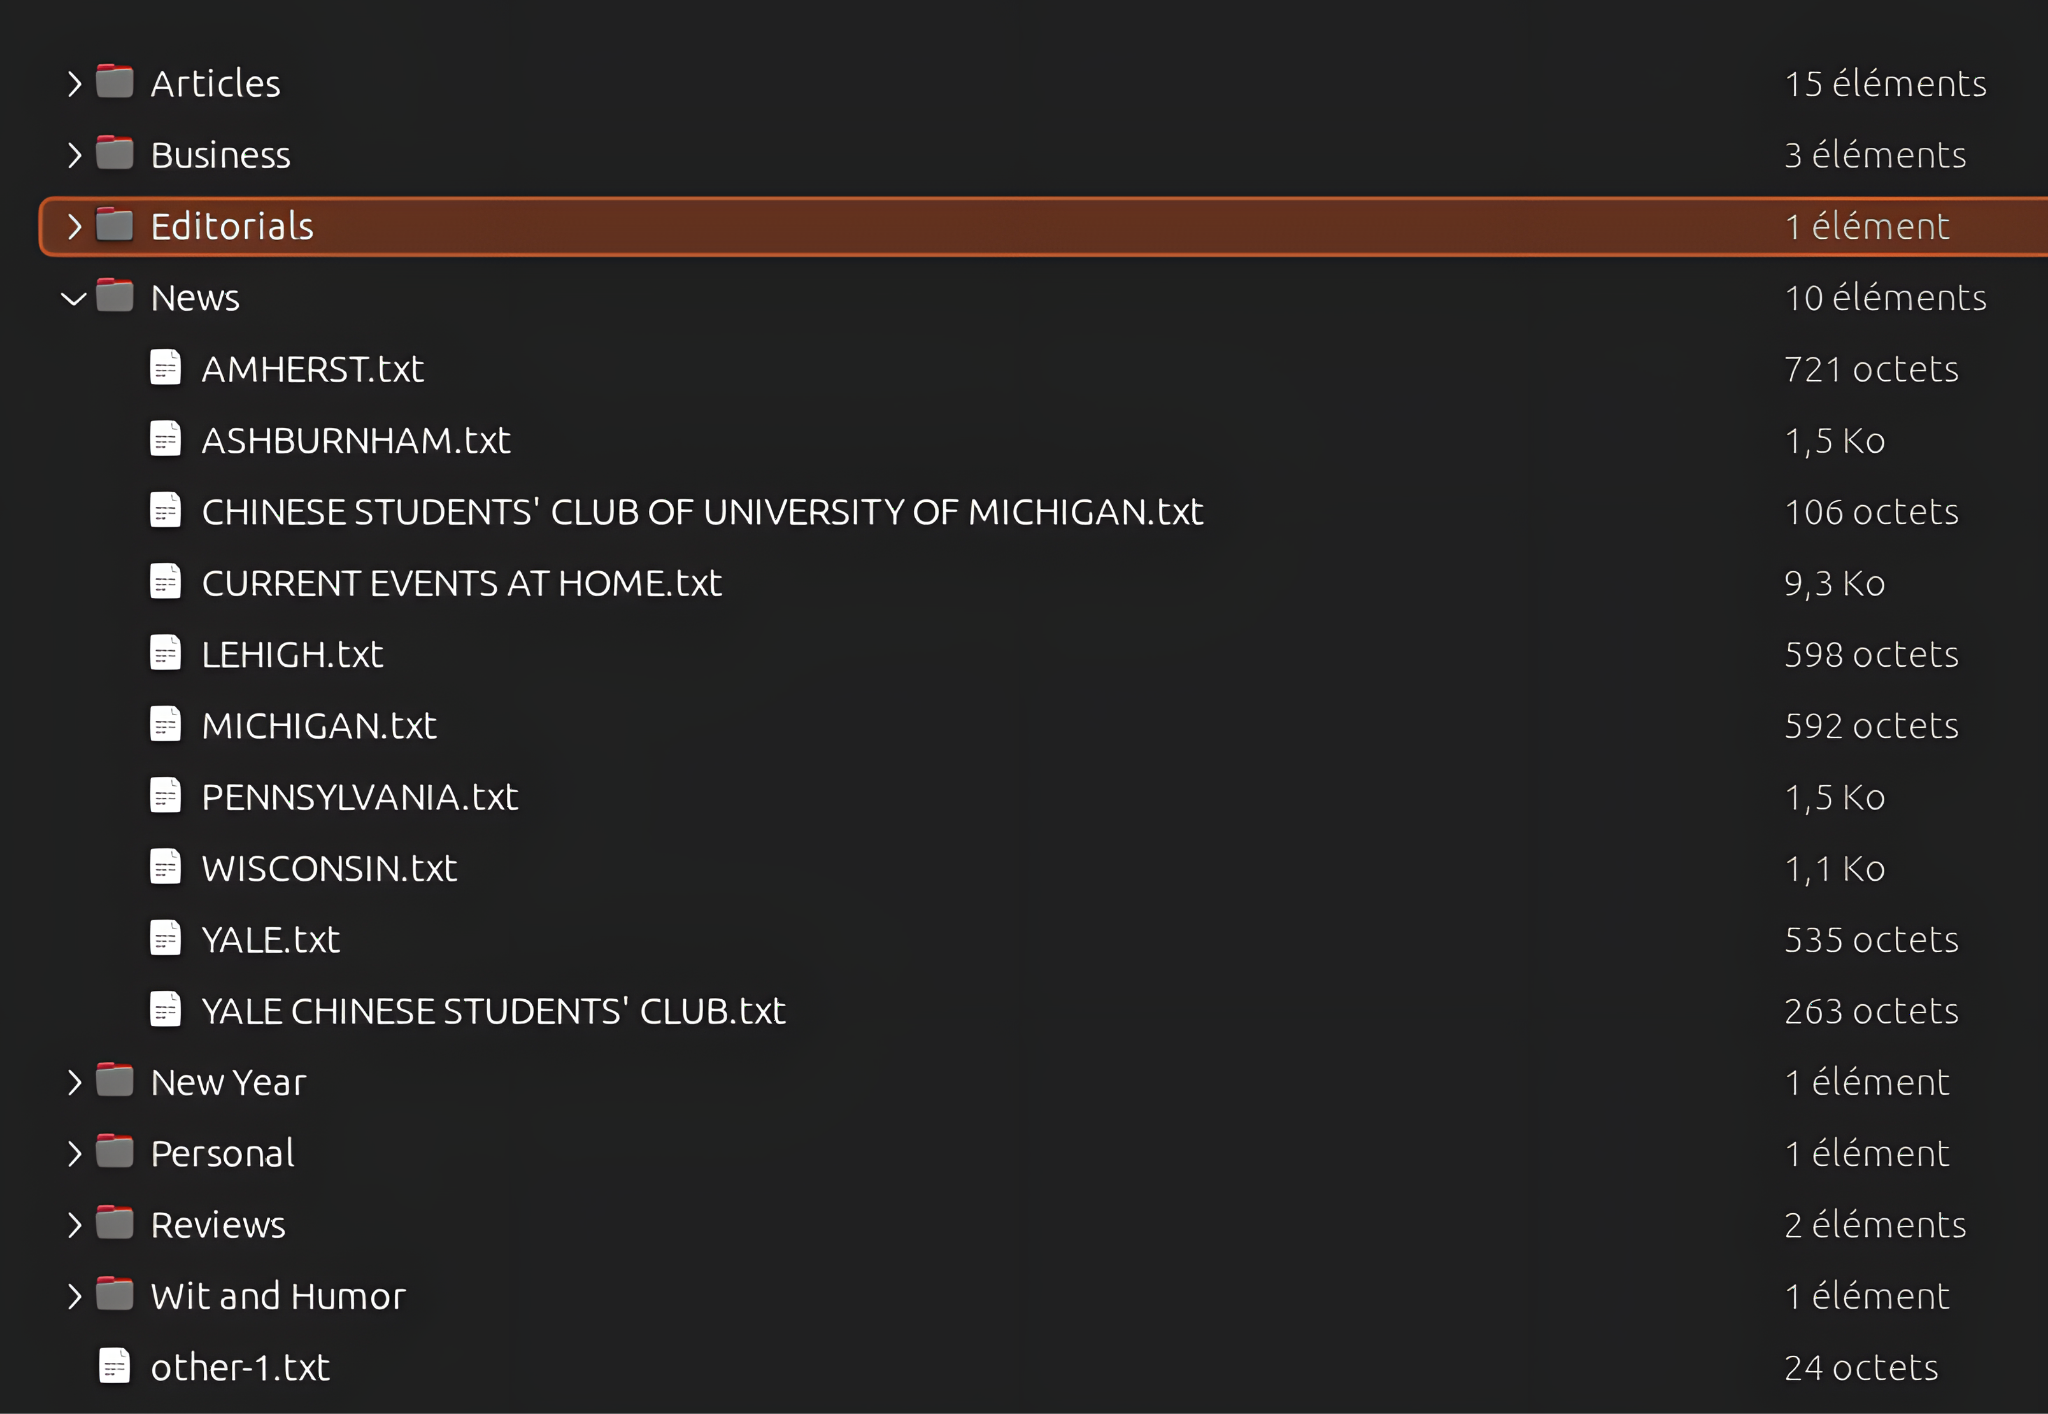 Articles 15 éléments
Business 3 éléments
Editorials 1 élément
News 10 éléments
AMHERST.txt 721 octets
ASHBURNHAM.txt 1,5 Ko
CHINESE STUDENTS' CLUB OF UNIVERSITY OF MICHIGAN.txt 106 octets
CURRENT EVENTS AT HOME.txt 9,3 Ko
LEHIGH.txt 598 octets
MICHIGAN.txt 592 octets
PENNSYLVANIA.txt 1,5 Ko
WISCONSIN.txt 1,1 Ko
YALE.txt 535 octets
YALE CHINESE STUDENTS' CLUB.txt 263 octets
New Year 1 élément
Personal 1 élément
Reviews 2 éléments
Wit and Humor 1 élément
other-1.txt 24 octets